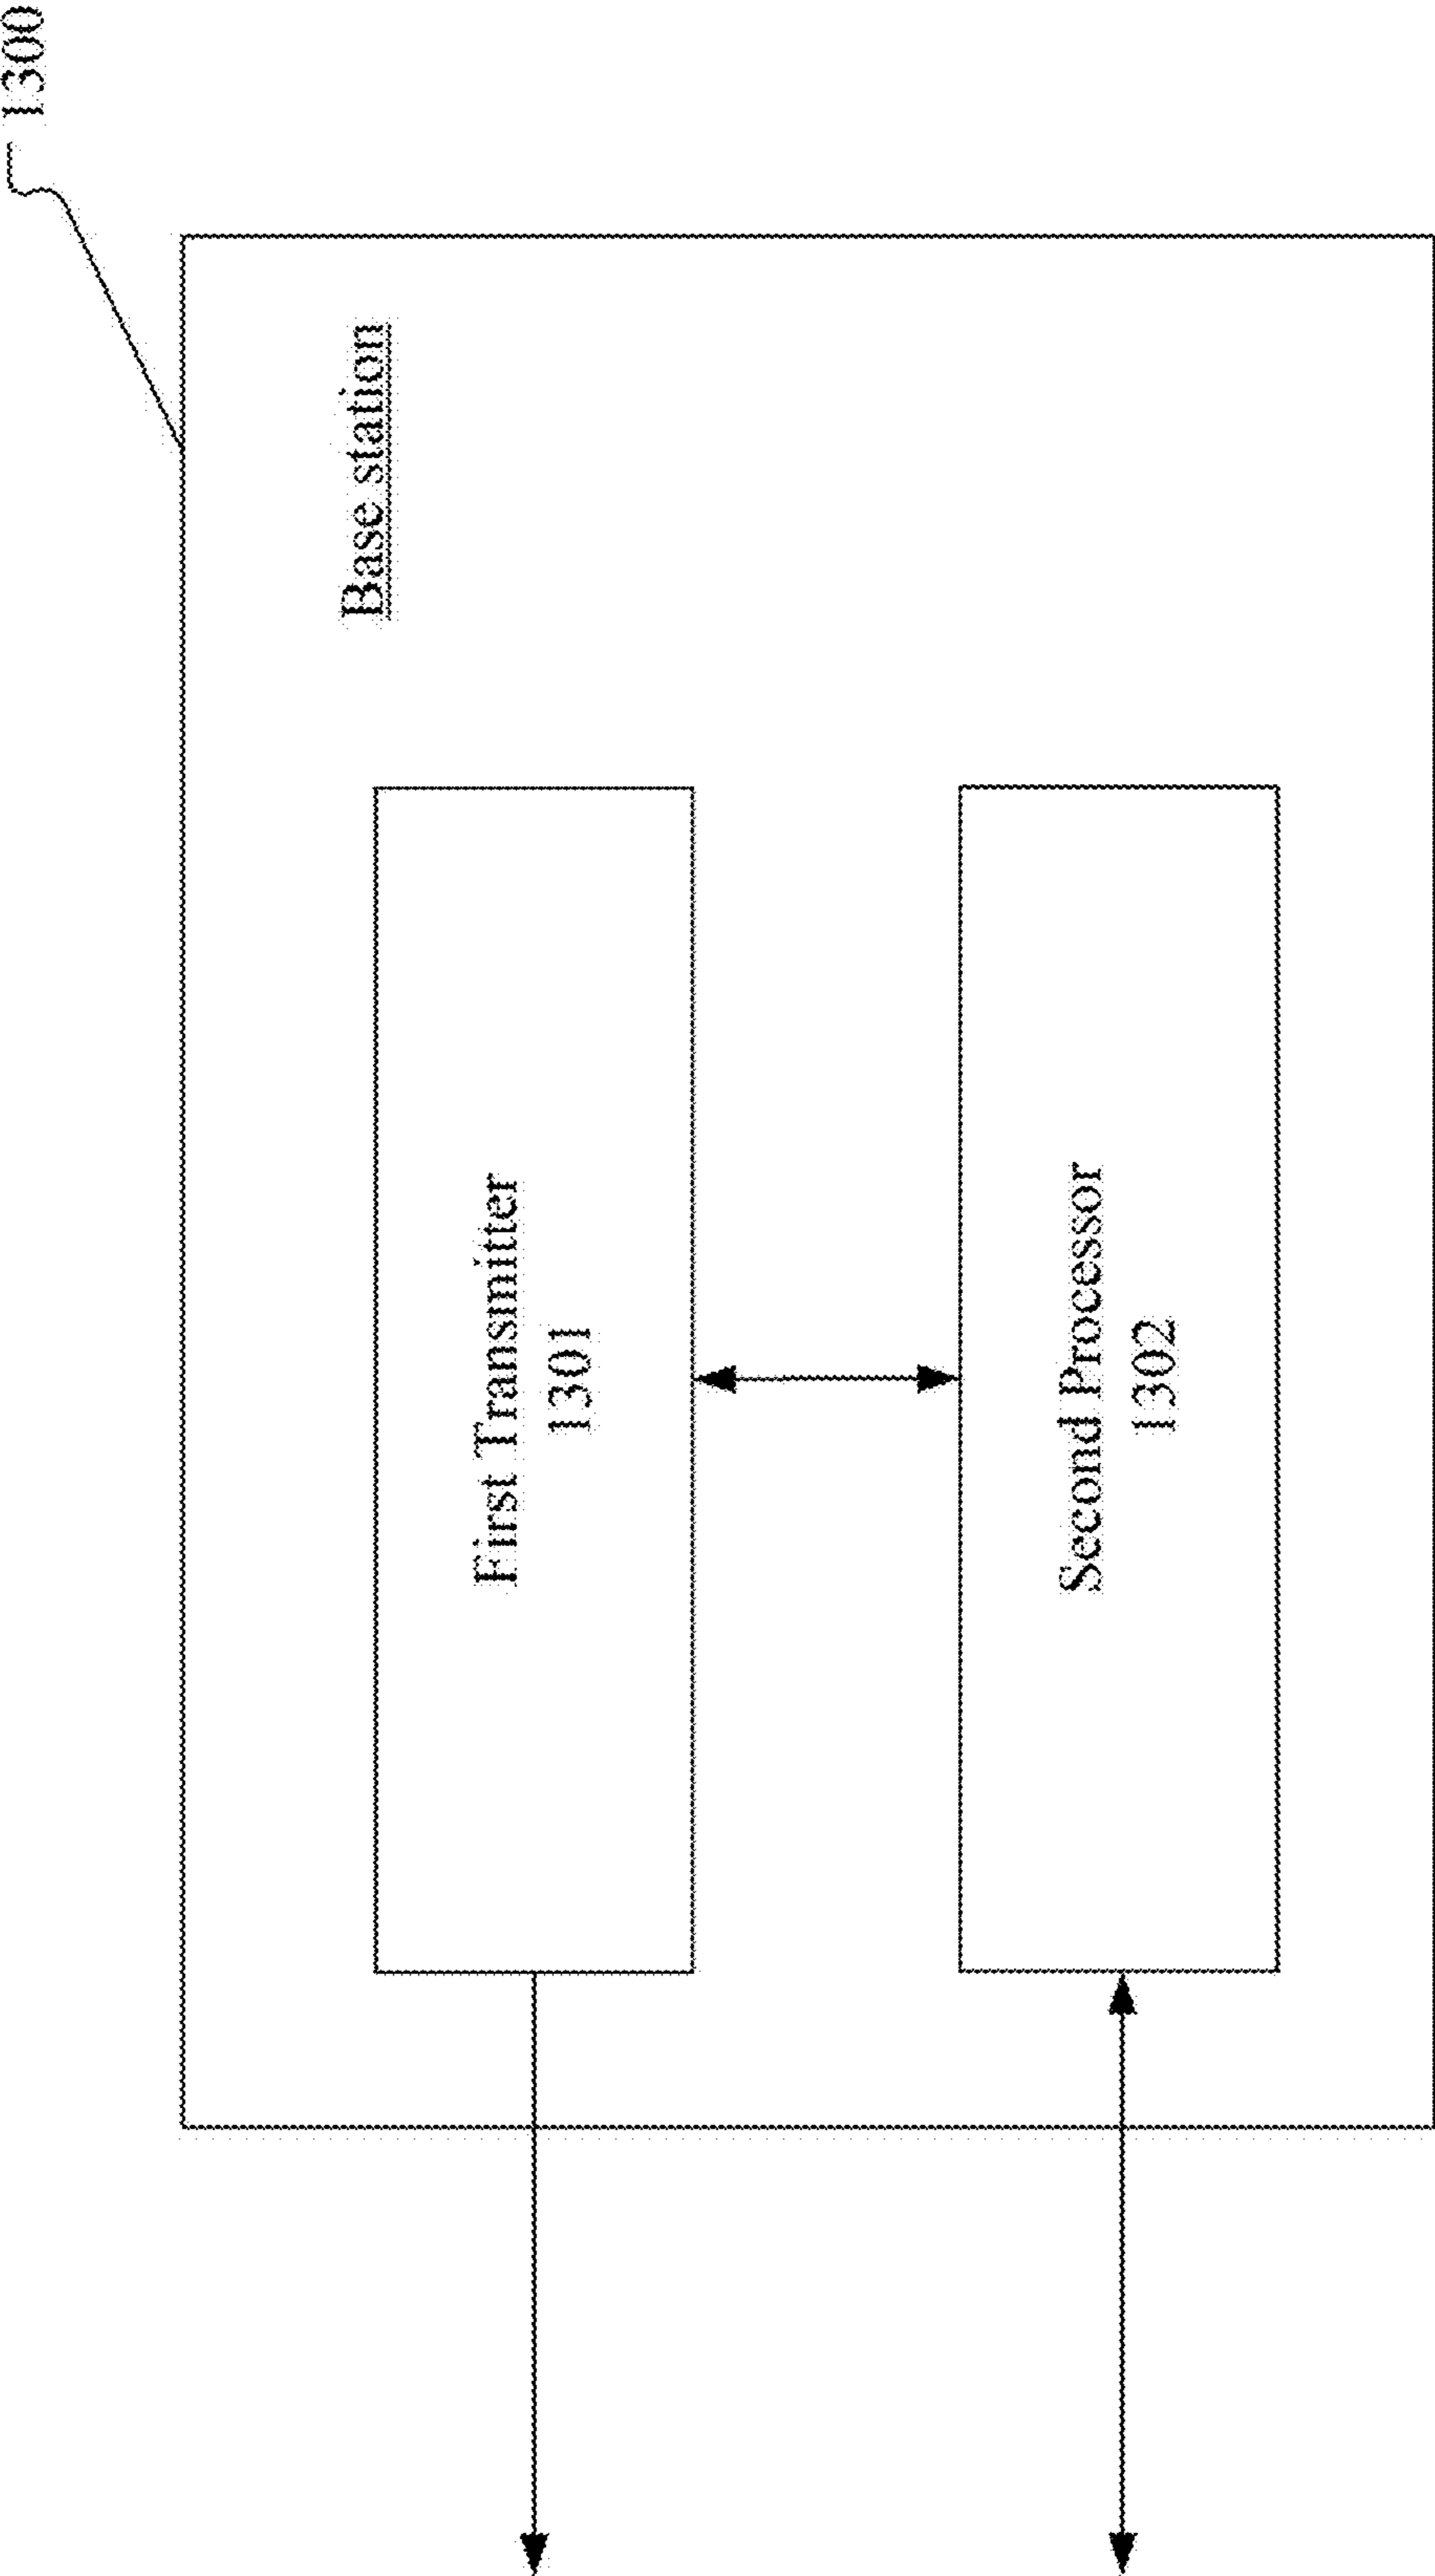 1300
Base station
First Transmitter
1301
Second Processor
1302